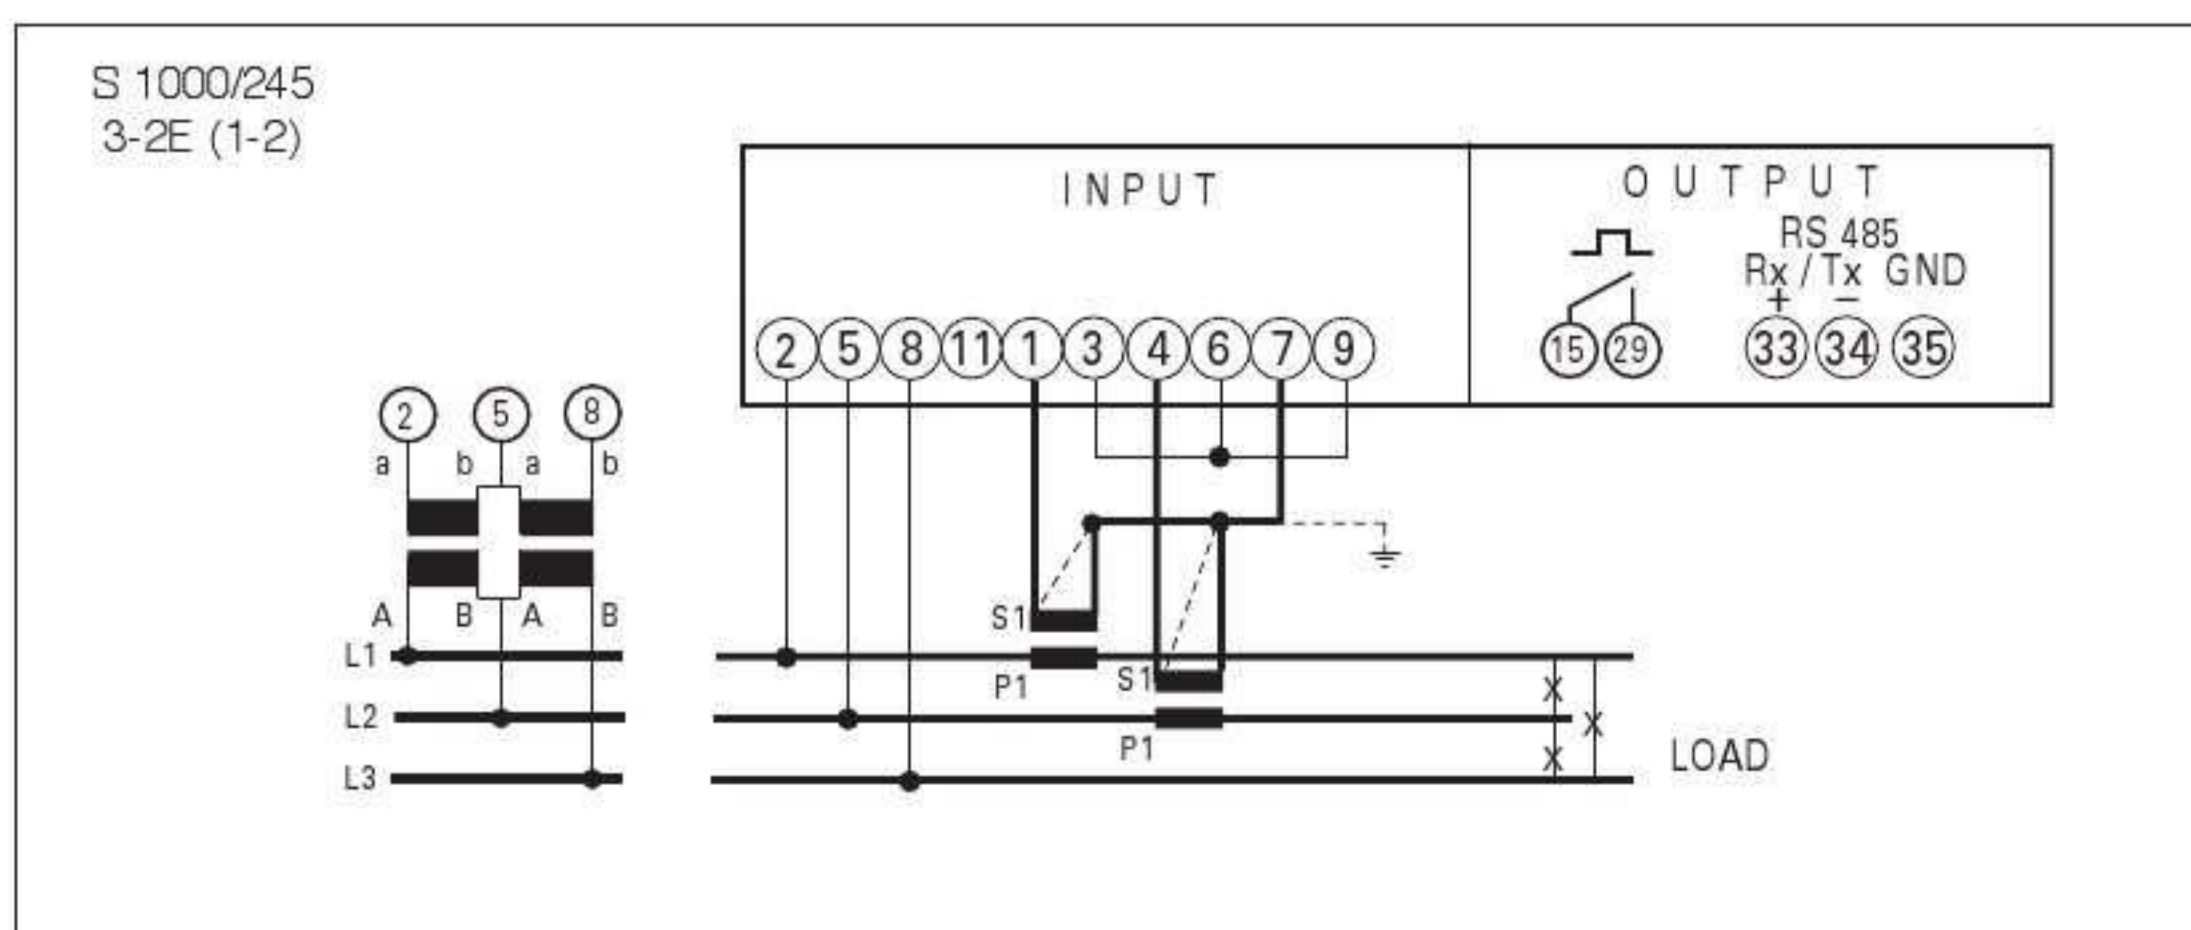 S 1000/245
3-2E (1-2)
INPUT
OUTPUT
RS 485
Rx / Tx GND
+ −
2 5 8 11 1 3 4 6 7 9
15 29 33 34 35
2 5 8
a b a b
A B A B
S1
L1
P1
S1
L2
P1
L3
LOAD